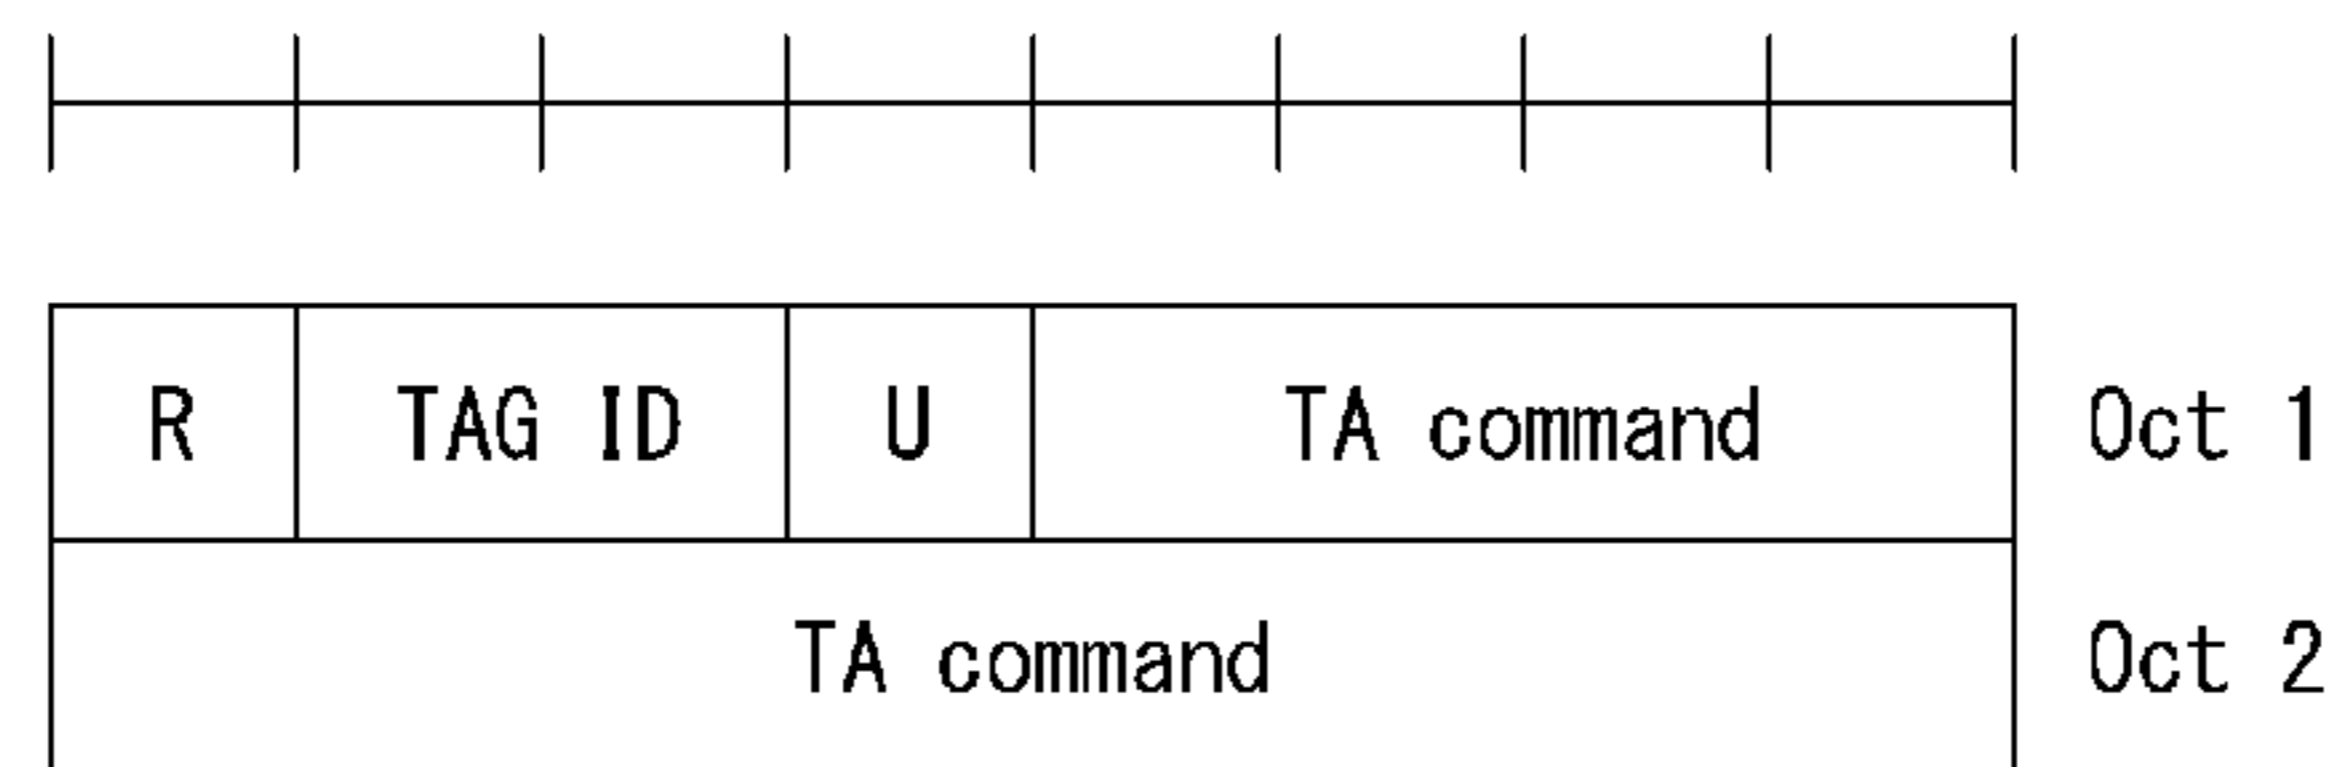 R TAG ID U TA command Oct 1
TA command Oct 2